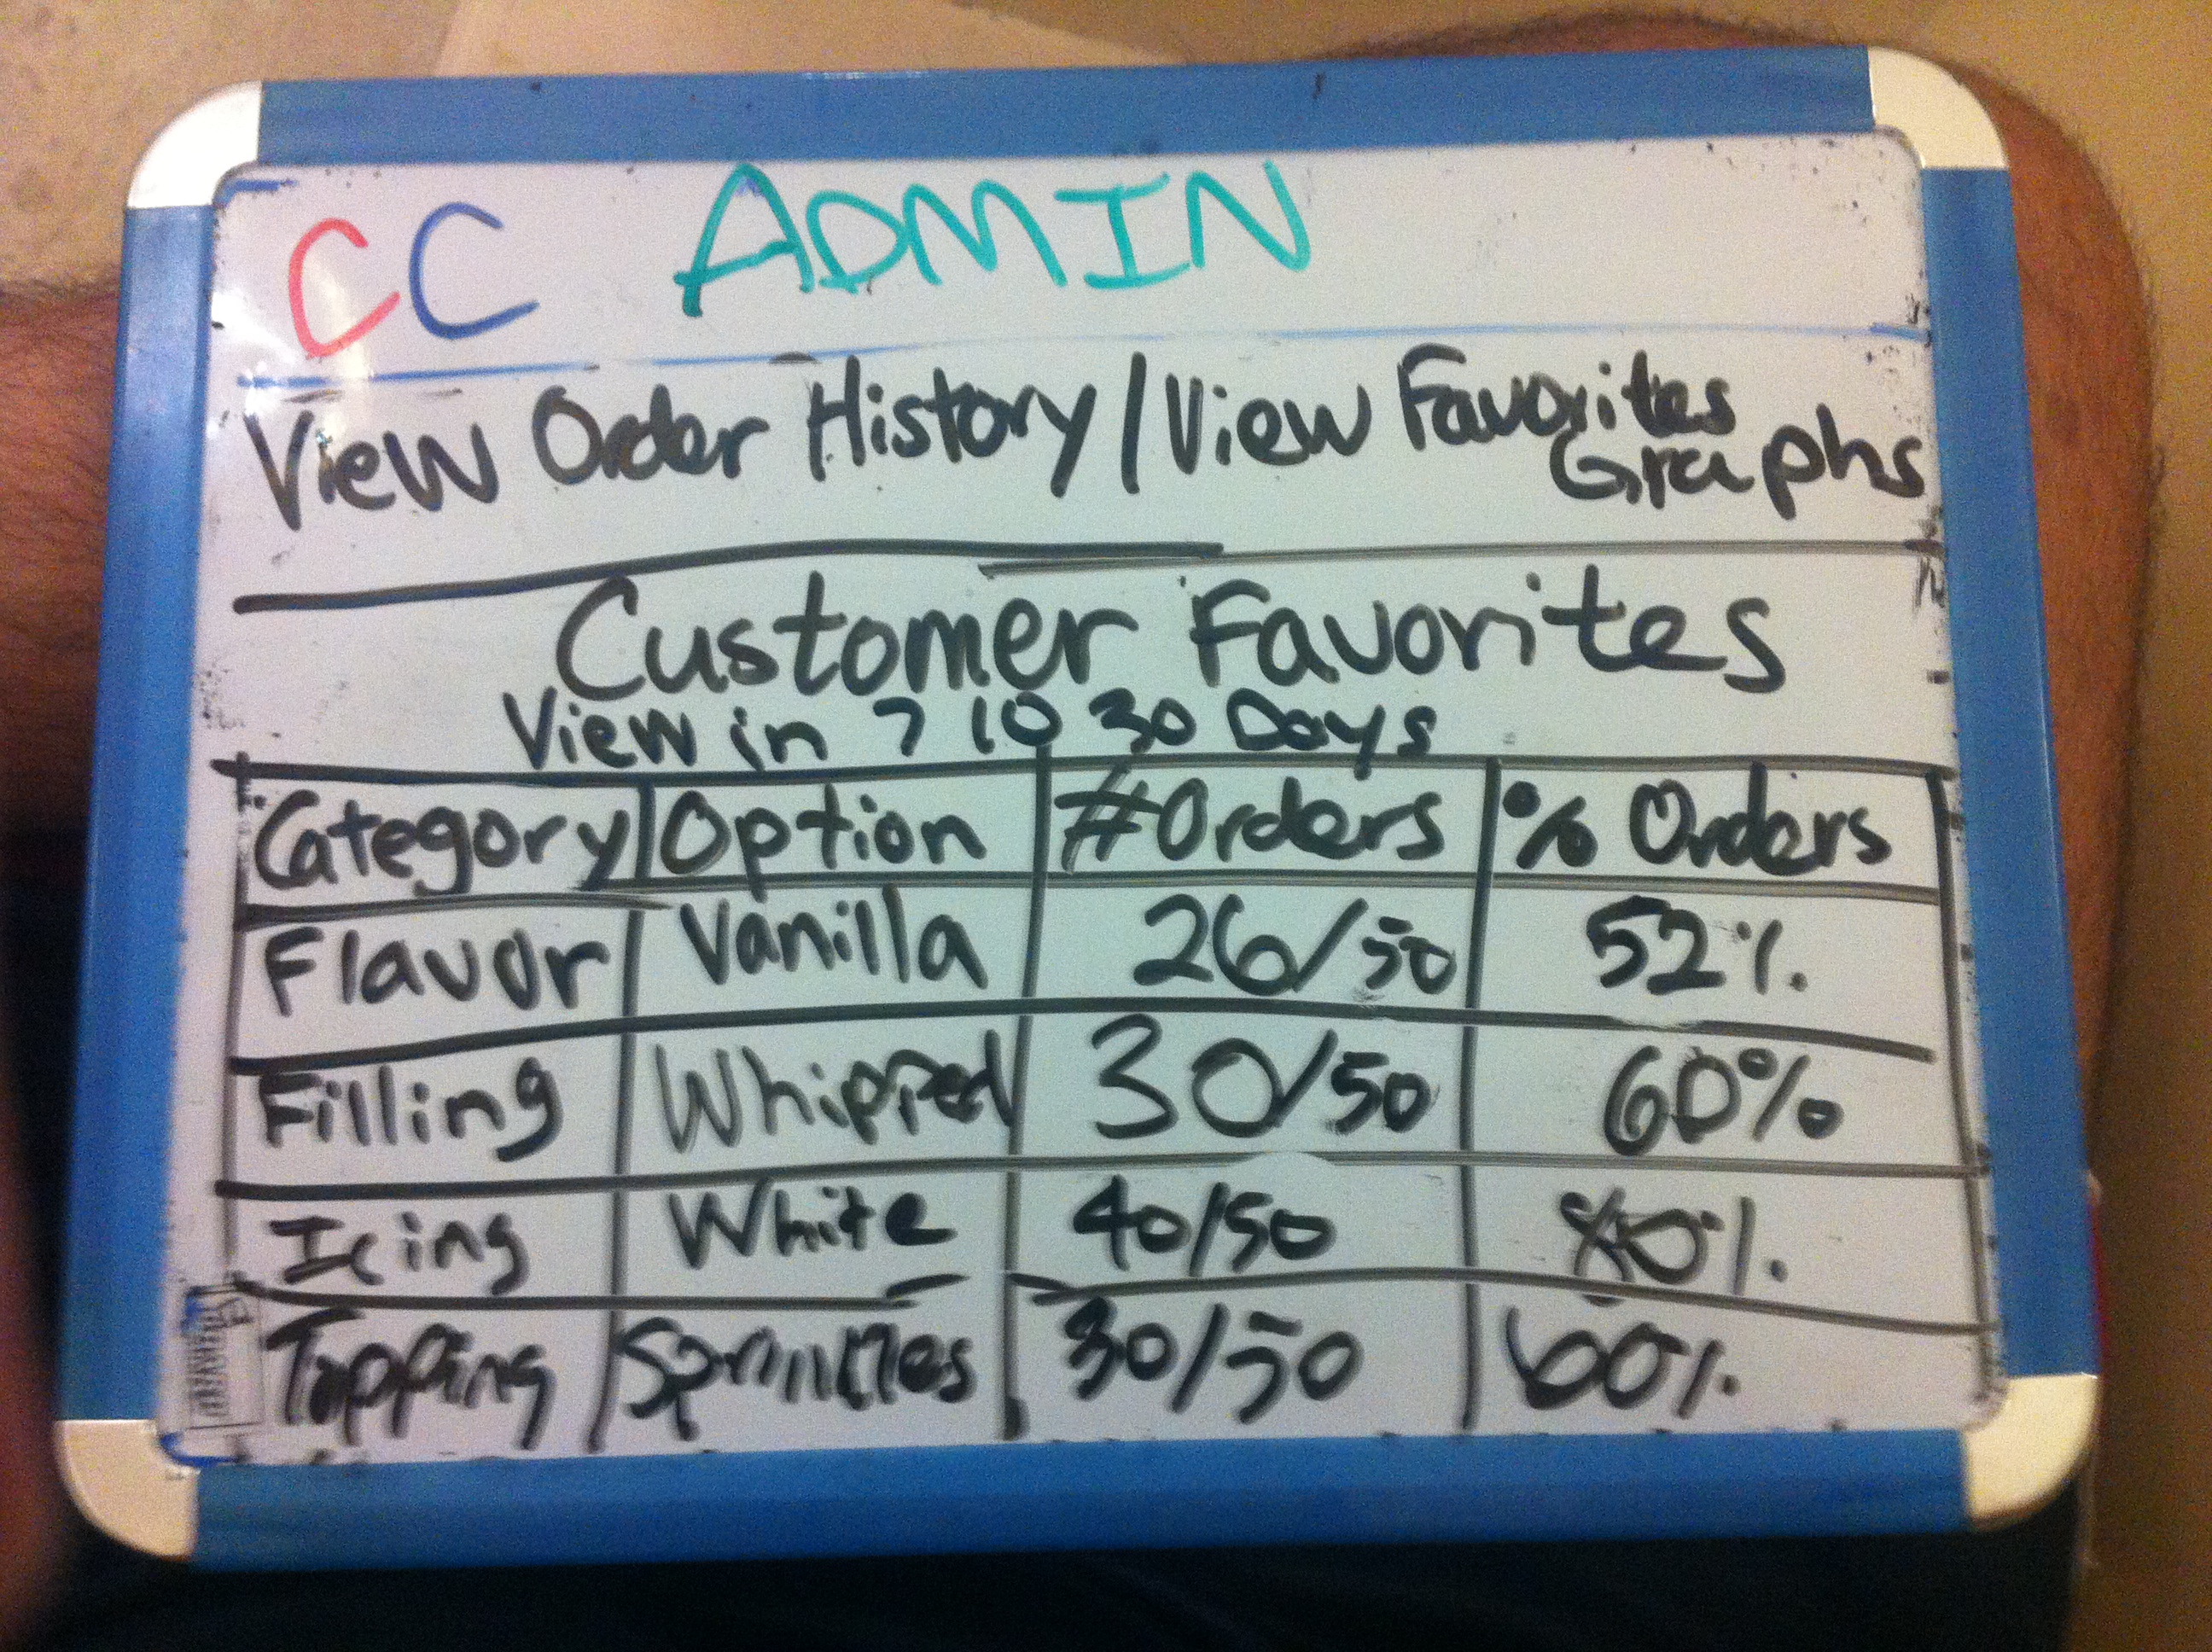 CC ADMIN
View Order History / View Favorites Graphs
Customer Favorites
View in 7 10 30 Days
Category Option #Orders % Orders
Flavor Vanilla 26/50 52%
Filling Whipped 30/50 60%
Icing White 40/50 80%
Topping Sprinkles 30/50 60%